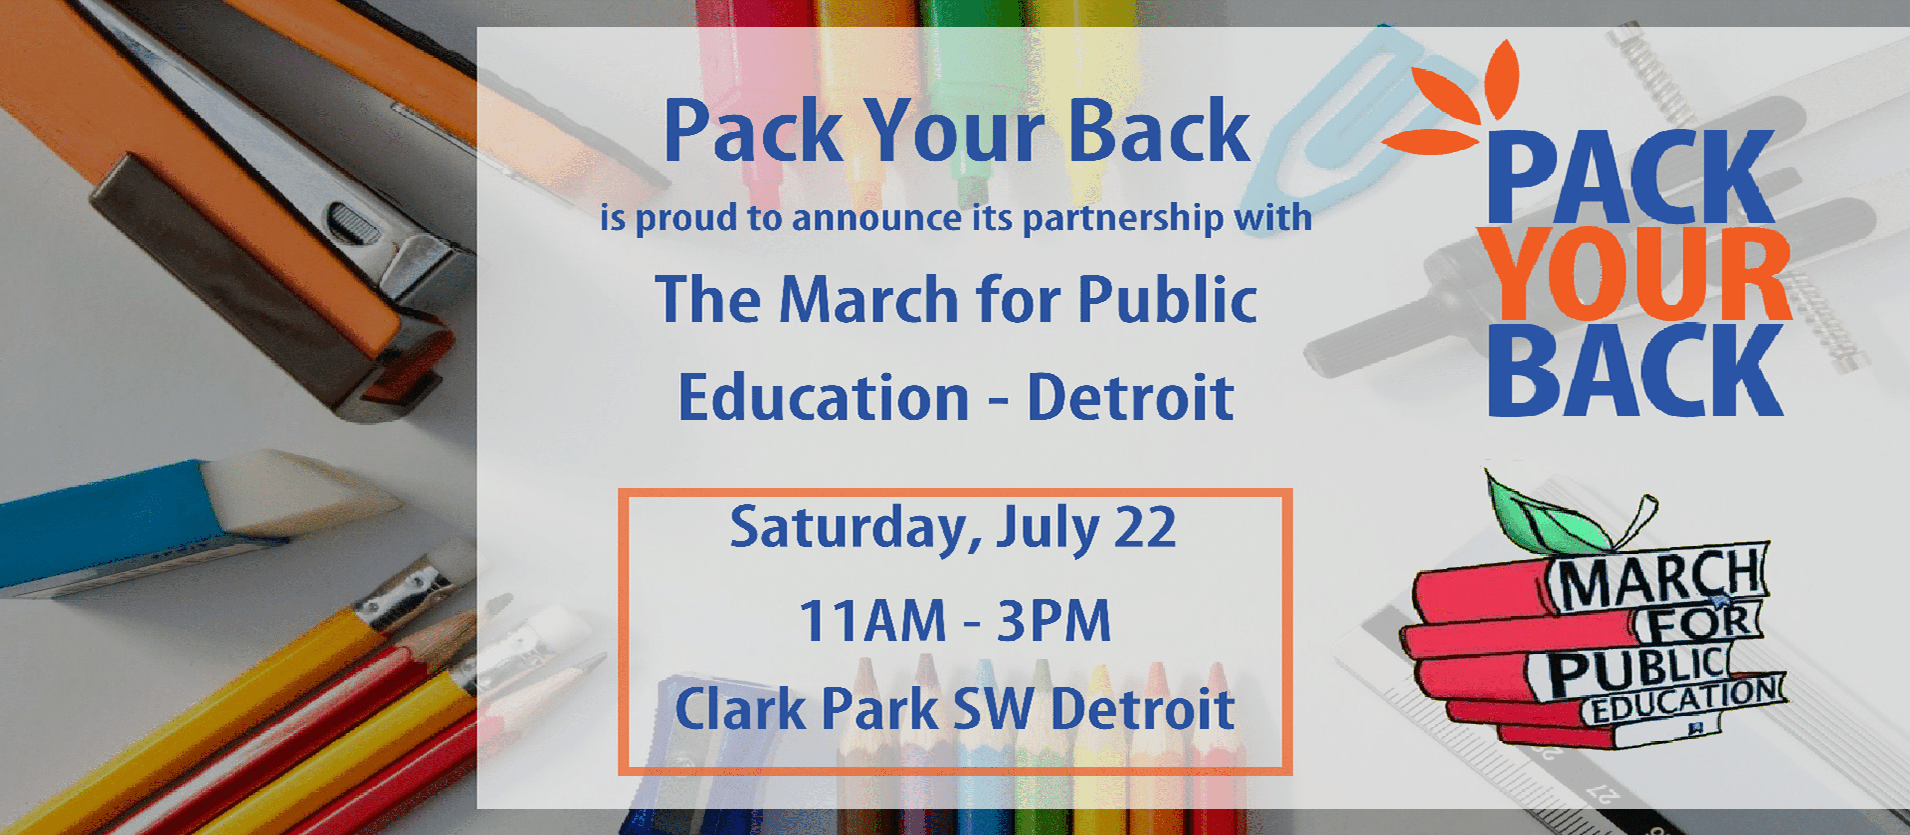 Pack Your Back
is proud to announce its partnership with
The March for Public
Education - Detroit
Saturday, July 22
11AM - 3PM
Clark Park SW Detroit
PACK
YOUR
BACK
MARCH
FOR
PUBLIC
EDUCATION
27